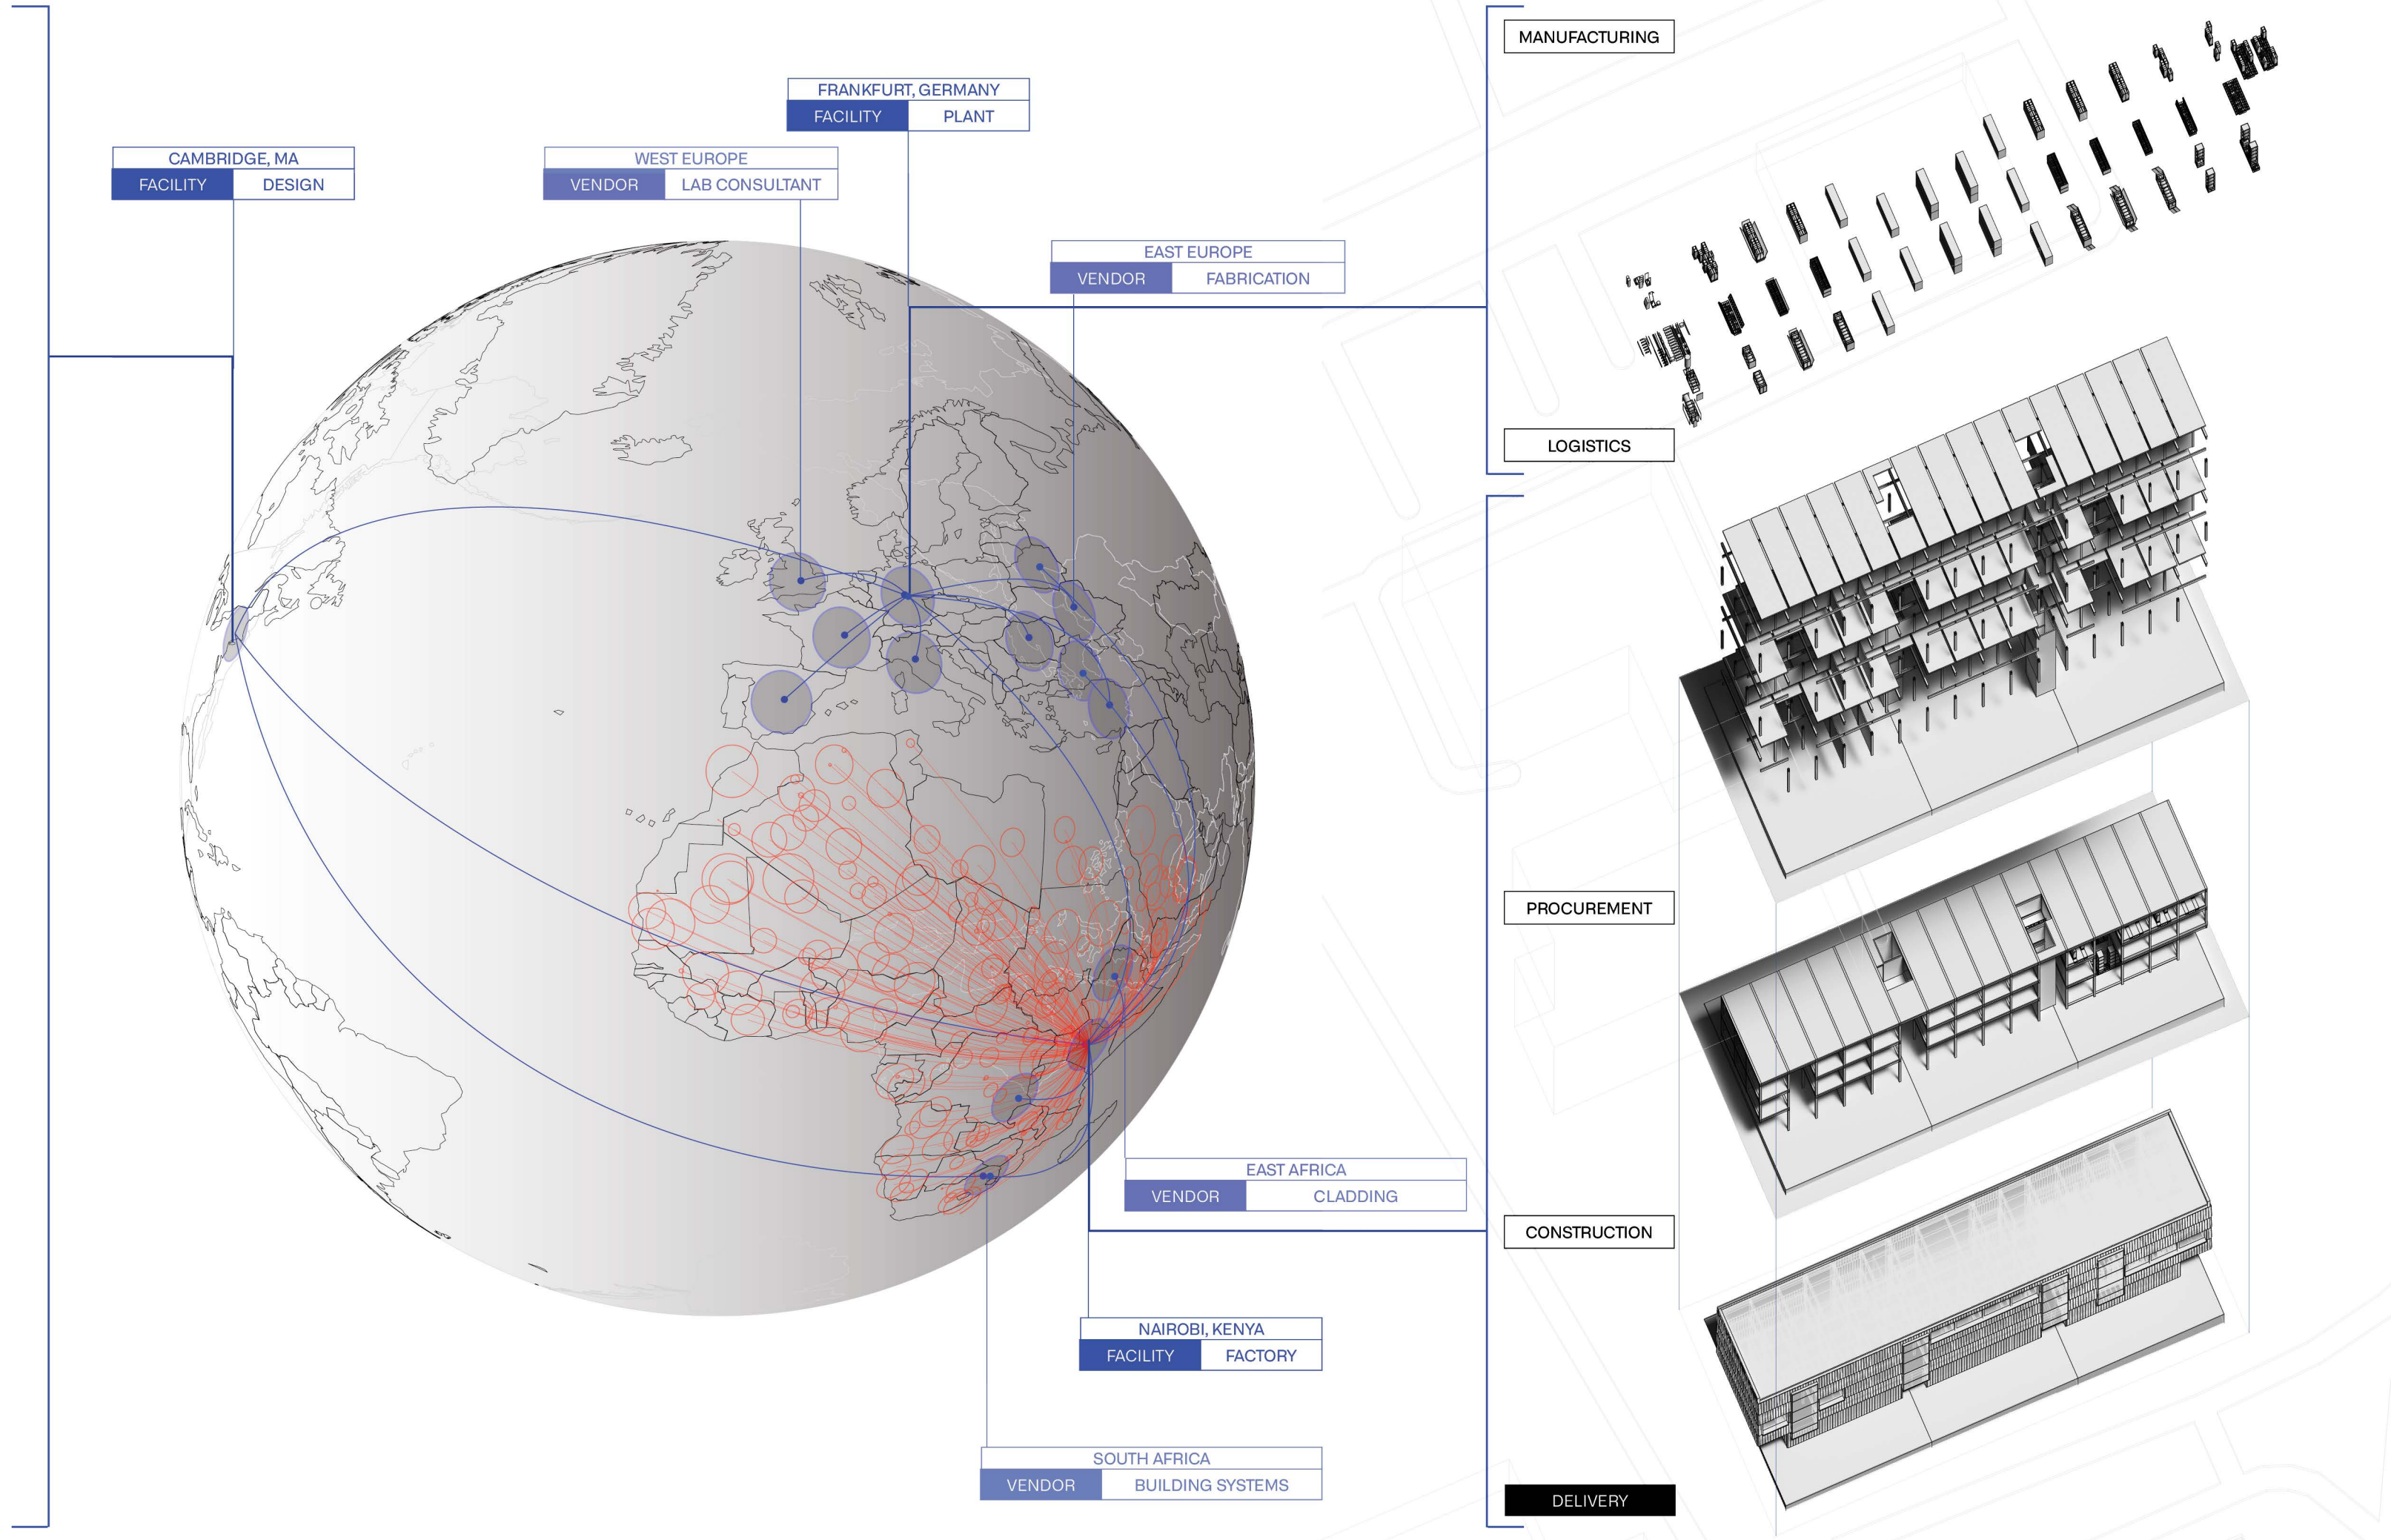 FRANKFURT, GERMANY
FACILITY PLANT
CAMBRIDGE, MA
FACILITY DESIGN
WEST EUROPE
VENDOR LAB CONSULTANT
EAST EUROPE
VENDOR FABRICATION
EAST AFRICA
VENDOR CLADDING
NAIROBI, KENYA
FACILITY FACTORY
SOUTH AFRICA
VENDOR BUILDING SYSTEMS
MANUFACTURING
LOGISTICS
PROCUREMENT
CONSTRUCTION
DELIVERY